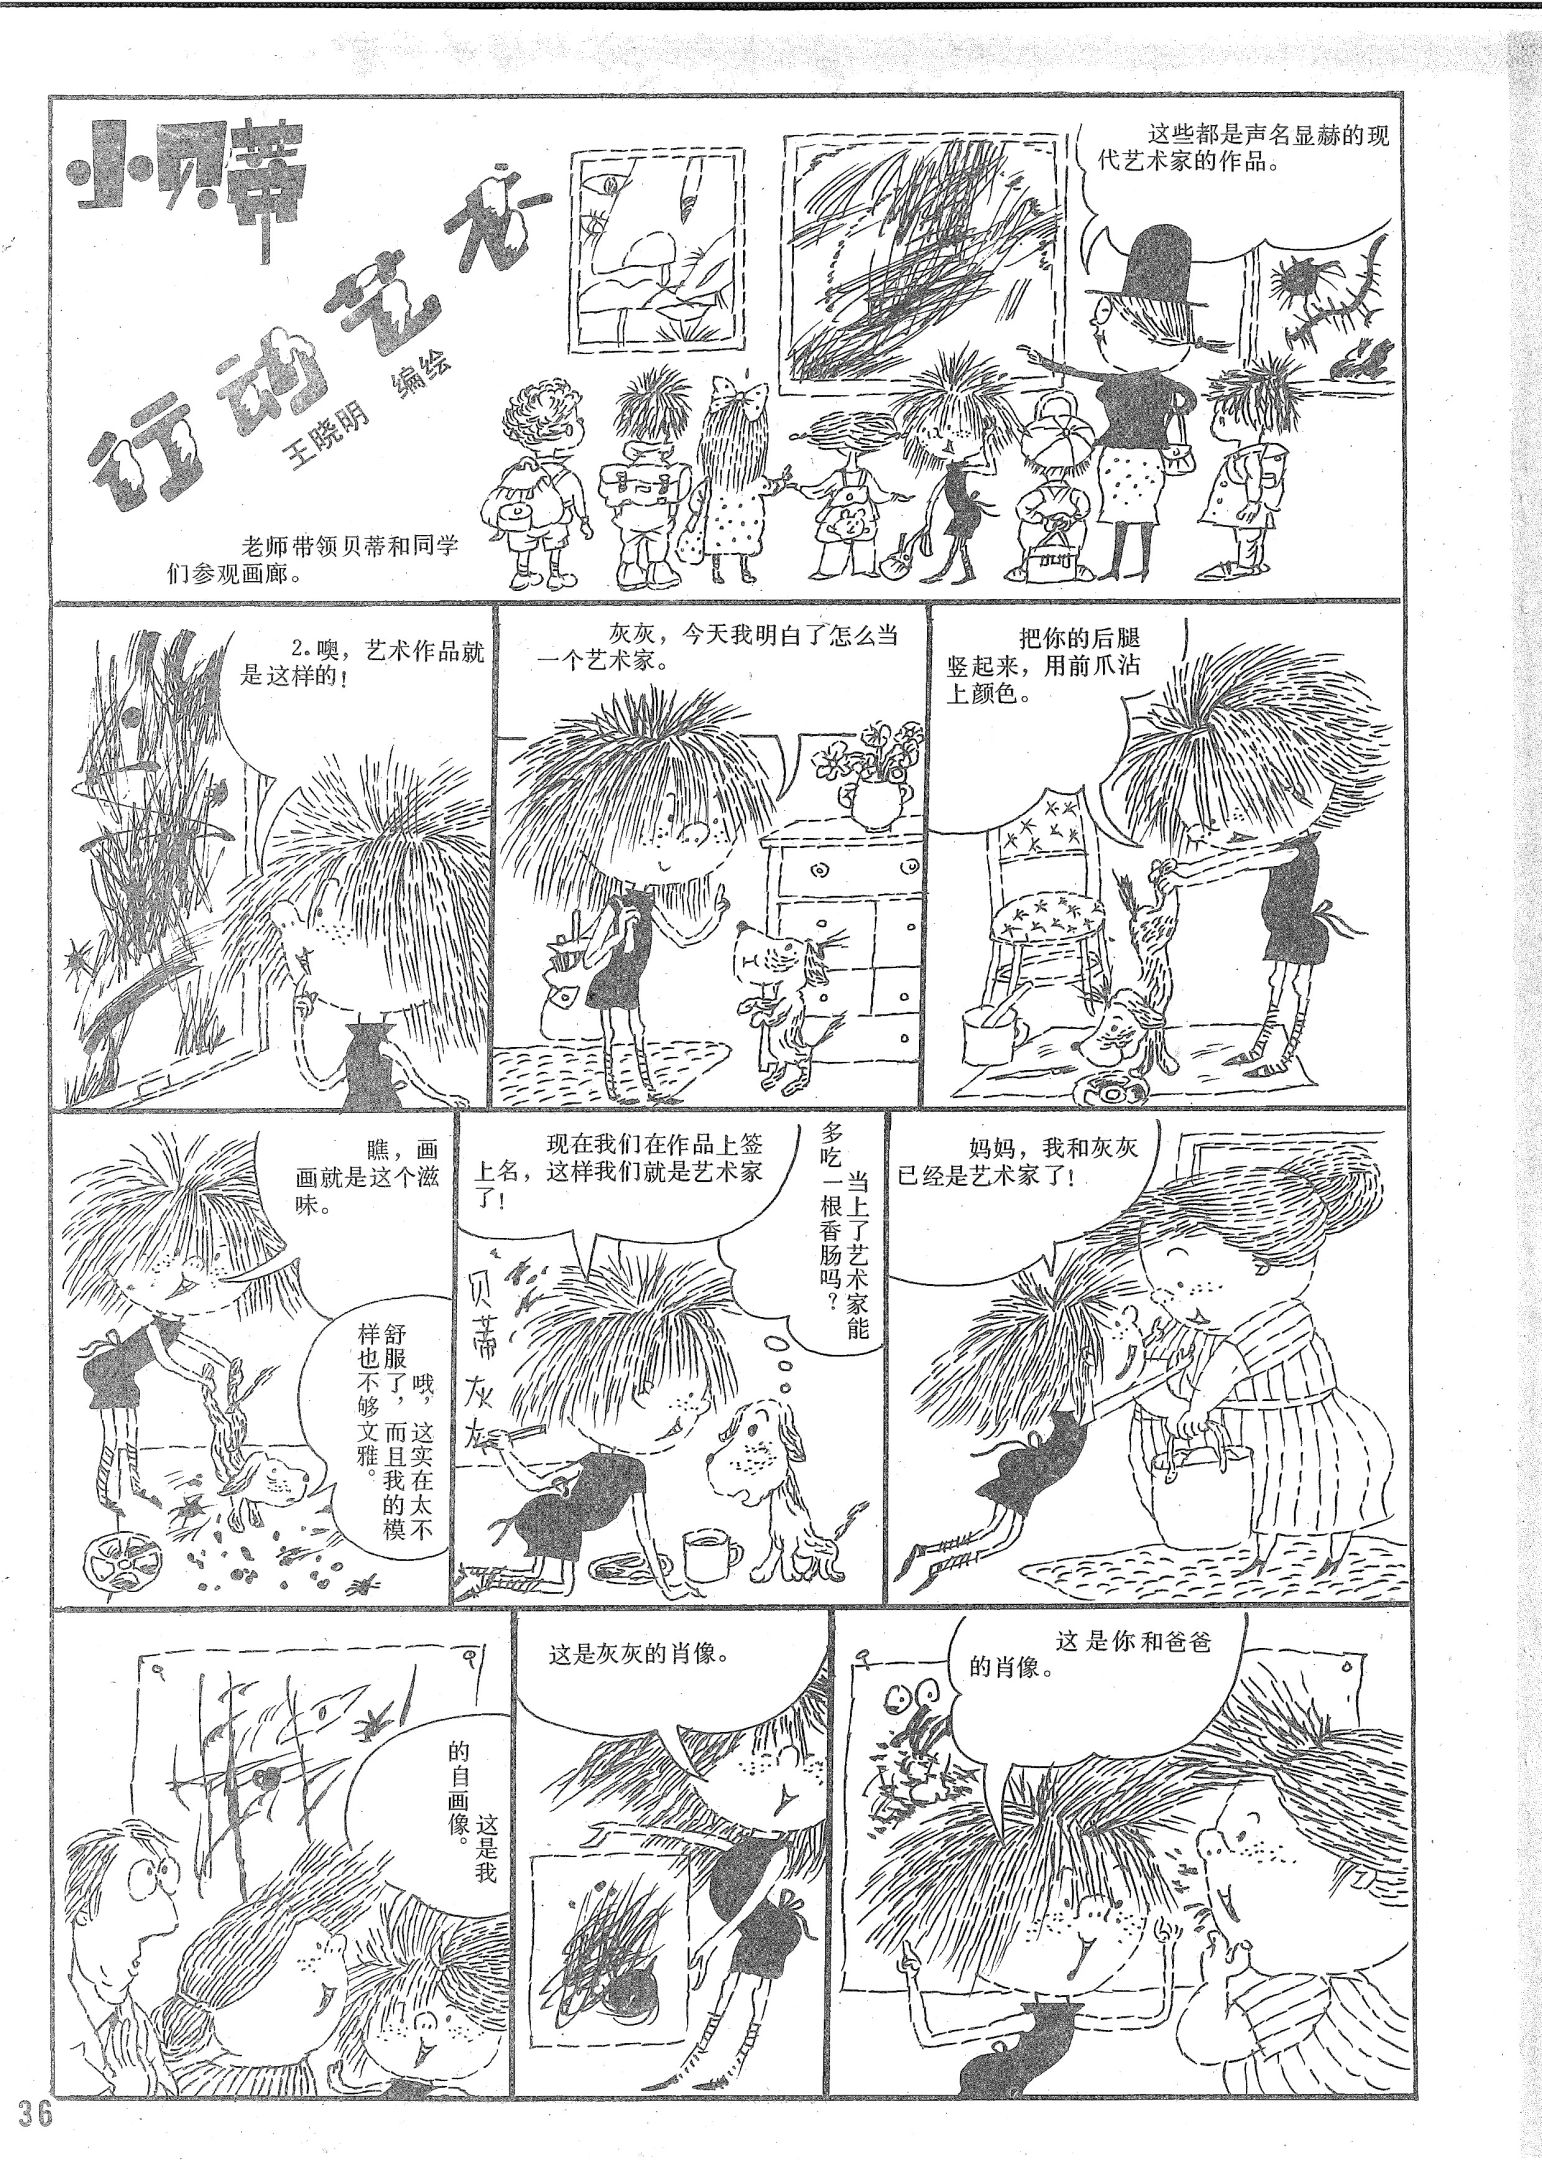 小贝蒂
行动艺术
王晓明 编绘
老师带领贝蒂和同学
们参观画廊。
这些都是声名显赫的现
代艺术家的作品。
2.噢，艺术作品就
是这样的！
灰灰，今天我明白了怎么当
一个艺术家。
把你的后腿
竖起来，用前爪沾
上颜色。
瞧，画
画就是这个滋
味。
哦，这实在太不
舒服了，而且我的模
样也不够文雅。
现在我们在作品上签
上名，这样我们就是艺术家
了！
当上了艺术家能
多吃一根香肠吗？
贝蒂灰灰
妈妈，我和灰灰
已经是艺术家了！
这是我
的自画像。
这是灰灰的肖像。
这是你和爸爸
的肖像。
36